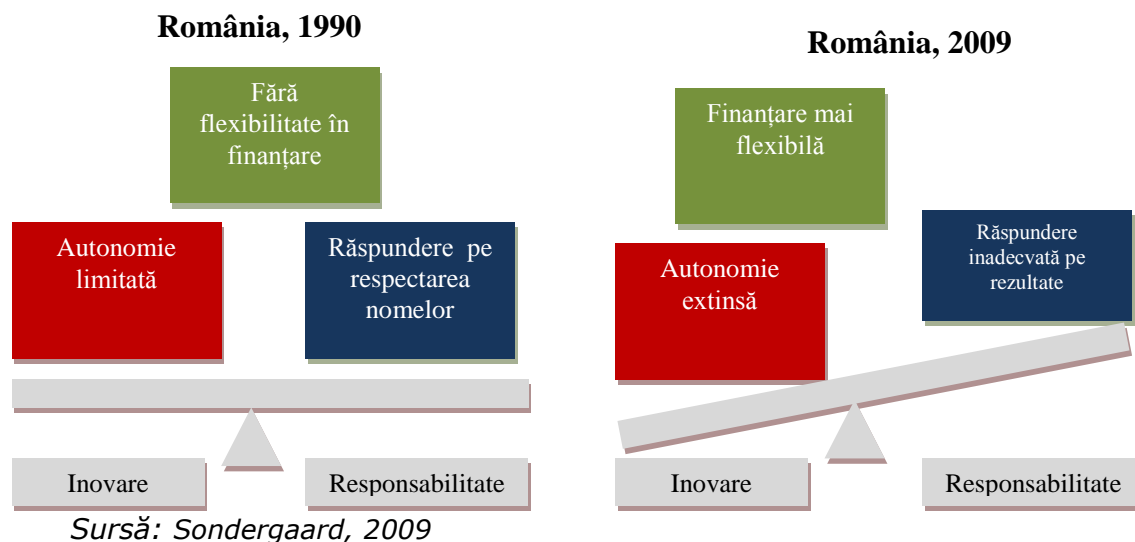 România, 1990
Fără
flexibilitate în
finanțare
Autonomie
limitată
Răspundere pe
respectarea
nomelor
Inovare
Responsabilitate
Sursă: Sondergaard, 2009
România, 2009
Finanțare mai
flexibilă
Autonomie
extinsă
Răspundere
inadecvată pe
rezultate
Inovare
Responsabilitate